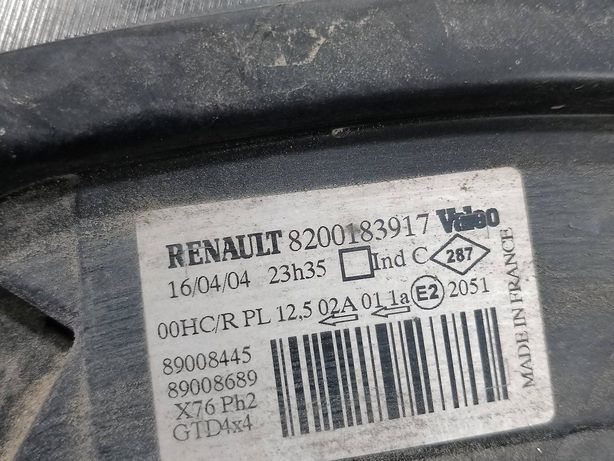 RENAULT 8200183917 Valeo
16/04/04 23h35 Ind C 287
00HC/R PL 12,5 02A 01 1a E2 2051
89008445
89008689
X76 Ph2
GTD4x4
MADE IN FRANCE